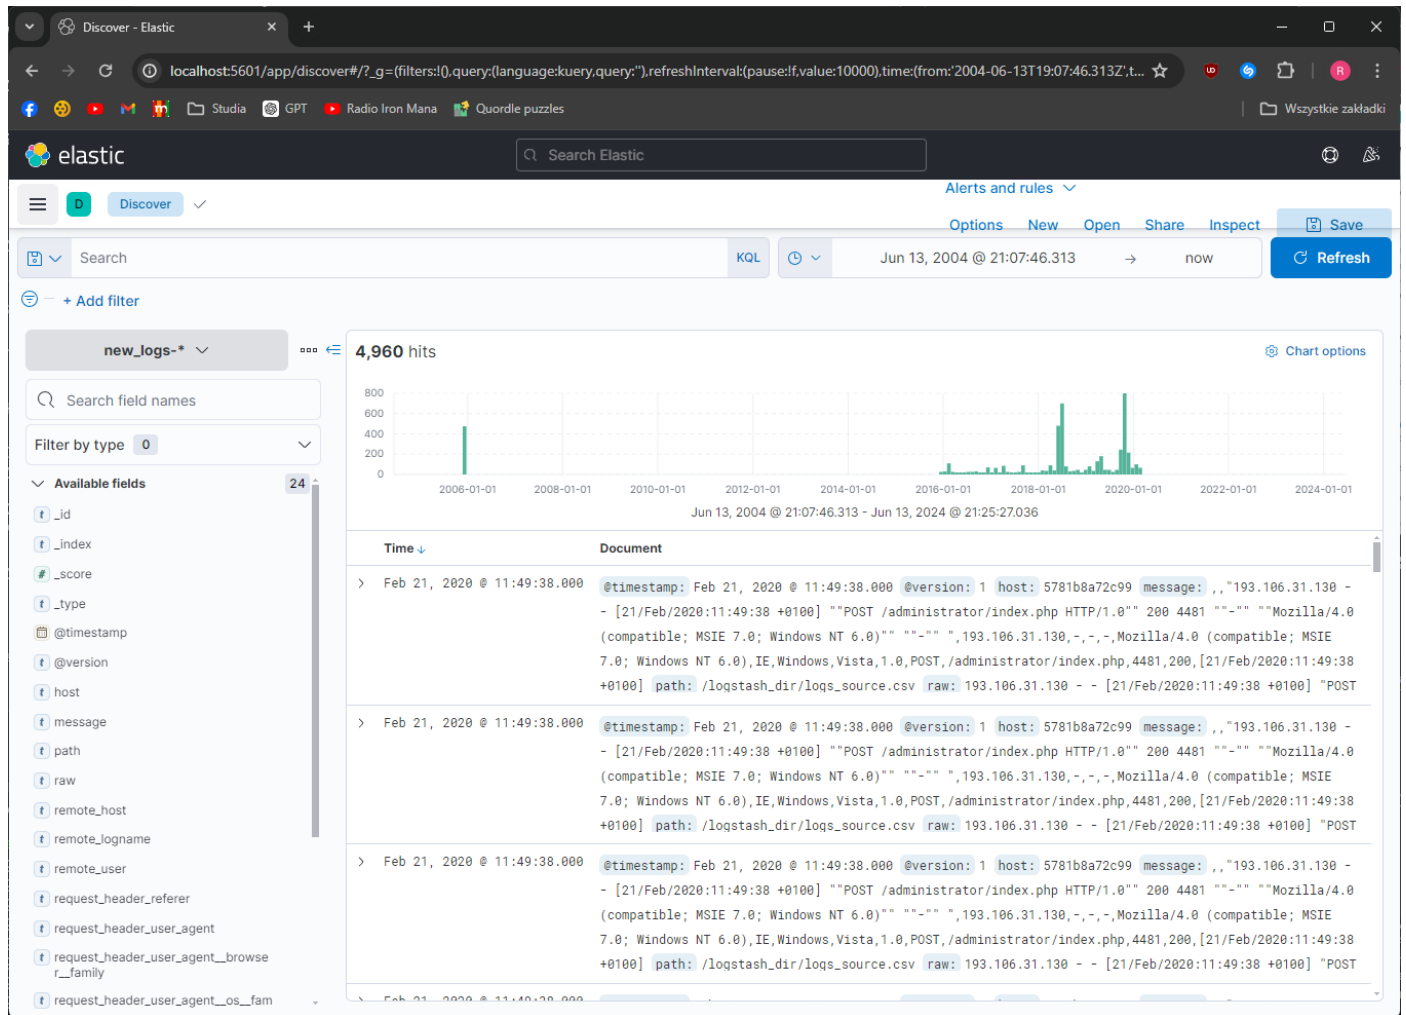 Discover - Elastic
localhost:5601/app/discover#/?_g=(filters:!(),query:(language:kuery,query:''),refreshInterval:(pause:!f,value:10000),time:(from:'2004-06-13T19:07:46.313Z',t...
R
Studia GPT Radio Iron Mana Quordle puzzles Wszystkie zakładki
elastic
Search Elastic
D Discover
Alerts and rules
Options New Open Share Inspect Save
Search KQL Jun 13, 2004 @ 21:07:46.313 → now Refresh
+ Add filter
new_logs-*
Search field names
Filter by type 0
Available fields 24
t _id
t _index
# _score
t _type
@timestamp
t @version
t host
t message
t path
t raw
t remote_host
t remote_logname
t remote_user
t request_header_referer
t request_header_user_agent
t request_header_user_agent__browse
r__family
t request_header_user_agent__os__fam
4,960 hits
Chart options
800
600
400
200
0
2006-01-01 2008-01-01 2010-01-01 2012-01-01 2014-01-01 2016-01-01 2018-01-01 2020-01-01 2022-01-01 2024-01-01
Jun 13, 2004 @ 21:07:46.313 - Jun 13, 2024 @ 21:25:27.036
Time Document
Feb 21, 2020 @ 11:49:38.000 @timestamp: Feb 21, 2020 @ 11:49:38.000 @version: 1 host: 5781b8a72c99 message: ,,"193.106.31.130 -
- [21/Feb/2020:11:49:38 +0100] ""POST /administrator/index.php HTTP/1.0"" 200 4481 ""-"" ""Mozilla/4.0
(compatible; MSIE 7.0; Windows NT 6.0)"" ""-"" ",193.106.31.130,-,-,-,Mozilla/4.0 (compatible; MSIE
7.0; Windows NT 6.0),IE,Windows,Vista,1.0,POST,/administrator/index.php,4481,200,[21/Feb/2020:11:49:38
+0100] path: /logstash_dir/logs_source.csv raw: 193.106.31.130 - - [21/Feb/2020:11:49:38 +0100] "POST
Feb 21, 2020 @ 11:49:38.000 @timestamp: Feb 21, 2020 @ 11:49:38.000 @version: 1 host: 5781b8a72c99 message: ,,"193.106.31.130 -
- [21/Feb/2020:11:49:38 +0100] ""POST /administrator/index.php HTTP/1.0"" 200 4481 ""-"" ""Mozilla/4.0
(compatible; MSIE 7.0; Windows NT 6.0)"" ""-"" ",193.106.31.130,-,-,-,Mozilla/4.0 (compatible; MSIE
7.0; Windows NT 6.0),IE,Windows,Vista,1.0,POST,/administrator/index.php,4481,200,[21/Feb/2020:11:49:38
+0100] path: /logstash_dir/logs_source.csv raw: 193.106.31.130 - - [21/Feb/2020:11:49:38 +0100] "POST
Feb 21, 2020 @ 11:49:38.000 @timestamp: Feb 21, 2020 @ 11:49:38.000 @version: 1 host: 5781b8a72c99 message: ,,"193.106.31.130 -
- [21/Feb/2020:11:49:38 +0100] ""POST /administrator/index.php HTTP/1.0"" 200 4481 ""-"" ""Mozilla/4.0
(compatible; MSIE 7.0; Windows NT 6.0)"" ""-"" ",193.106.31.130,-,-,-,Mozilla/4.0 (compatible; MSIE
7.0; Windows NT 6.0),IE,Windows,Vista,1.0,POST,/administrator/index.php,4481,200,[21/Feb/2020:11:49:38
+0100] path: /logstash_dir/logs_source.csv raw: 193.106.31.130 - - [21/Feb/2020:11:49:38 +0100] "POST